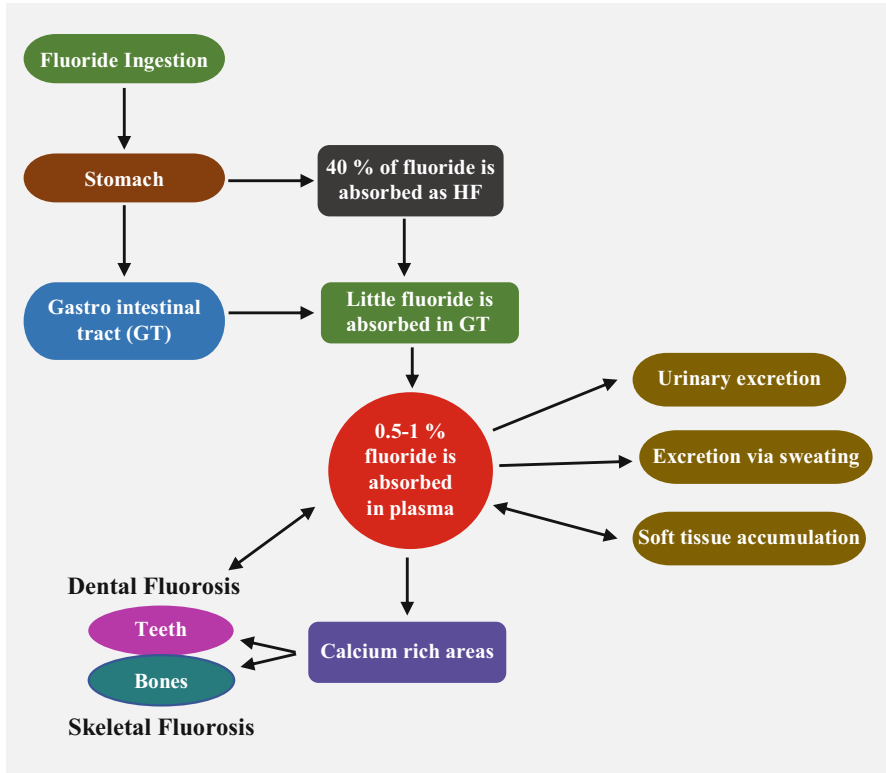 Fluoride Ingestion
Stomach
40 % of fluoride is
absorbed as HF
Gastro intestinal
tract (GT)
Little fluoride is
absorbed in GT
0.5-1 %
fluoride is
absorbed
in plasma
Urinary excretion
Excretion via sweating
Soft tissue accumulation
Dental Fluorosis
Teeth
Bones
Skeletal Fluorosis
Calcium rich areas